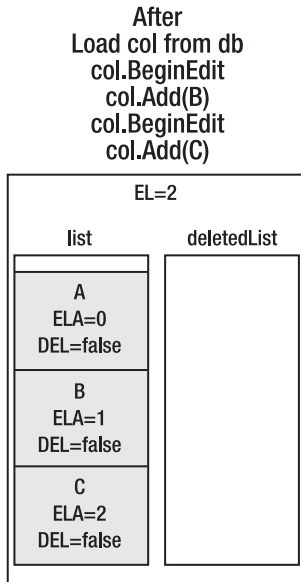 After
Load col from db
col.BeginEdit
col.Add(B)
col.BeginEdit
col.Add(C)
EL=2
list
deletedList
A
ELA=0
DEL=false
B
ELA=1
DEL=false
C
ELA=2
DEL=false